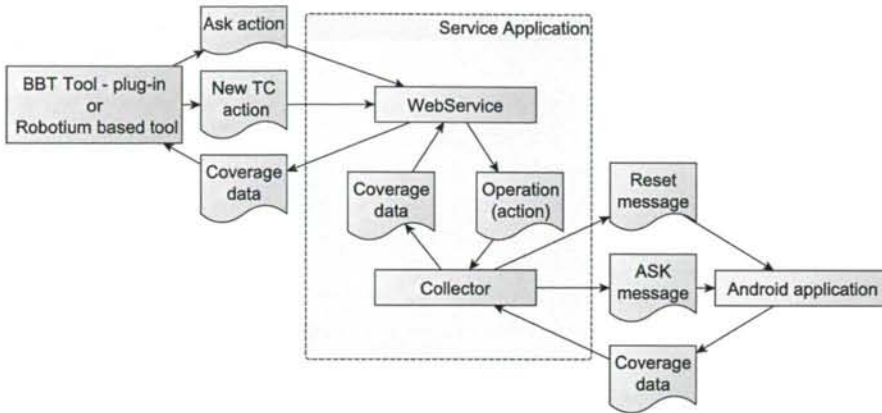 Ask action
Service Application
BBT Tool - plug-in
or
Robotium based tool
New TC
action
WebService
Coverage
data
Coverage
data
Operation
(action)
Reset
message
Collector
ASK
message
Android application
Coverage
data